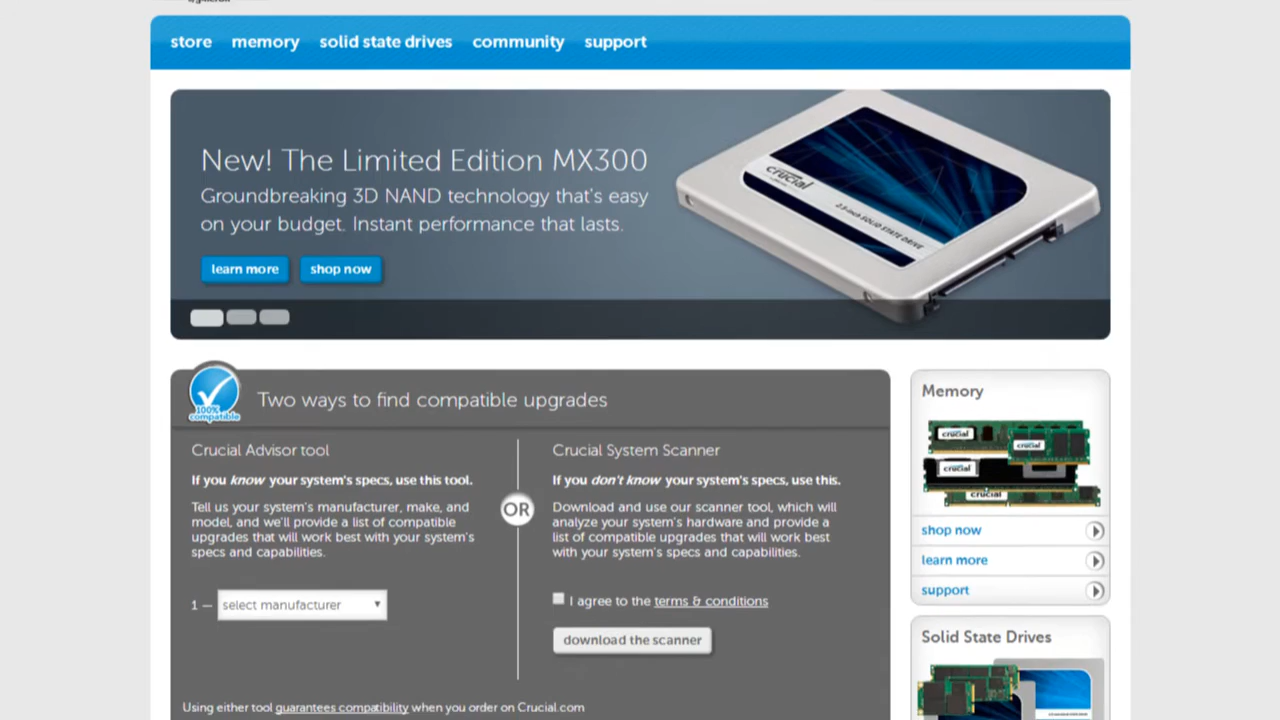 store memory solid state drives community support
New! The Limited Edition MX300
Groundbreaking 3D NAND technology that's easy
on your budget. Instant performance that lasts.
learn more shop now
crucial
2.5-inch SOLID STATE DRIVE
100%
compatible
Two ways to find compatible upgrades
Crucial Advisor tool
If you know your system's specs, use this tool.
Tell us your system's manufacturer, make, and
model, and we'll provide a list of compatible
upgrades that will work best with your system's
specs and capabilities.
1 — select manufacturer
OR
Crucial System Scanner
If you don't know your system's specs, use this.
Download and use our scanner tool, which will
analyze your system's hardware and provide a
list of compatible upgrades that will work best
with your system's specs and capabilities.
I agree to the terms & conditions
download the scanner
Using either tool guarantees compatibility when you order on Crucial.com
Memory
crucial
crucial
crucial
crucial
shop now
learn more
support
Solid State Drives